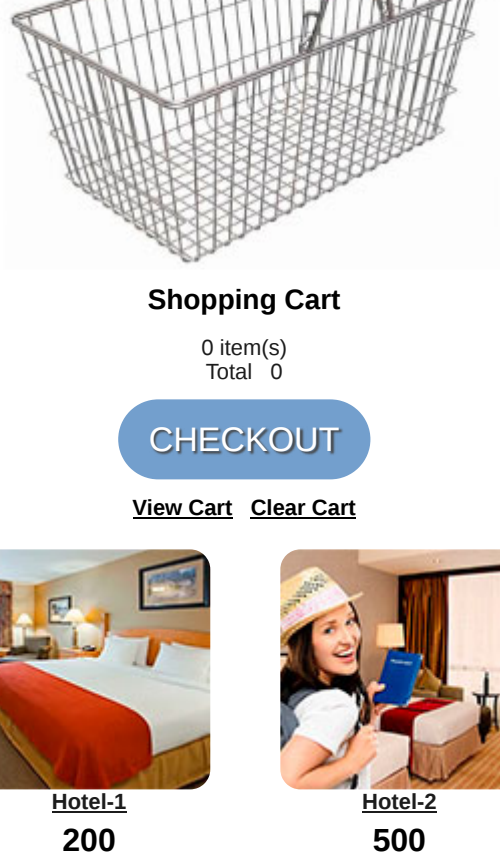 Shopping Cart
0 item(s)
Total 0
CHECKOUT
View Cart Clear Cart
Hotel-1
Hotel-2
200
500